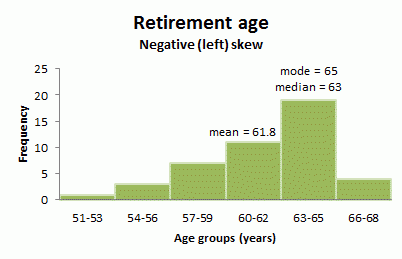 Retirement age
Negative (left) skew
25
20
15
10
5
0
Frequency
mode = 65
median = 63
mean = 61.8
51-53 54-56 57-59 60-62 63-65 66-68
Age groups (years)